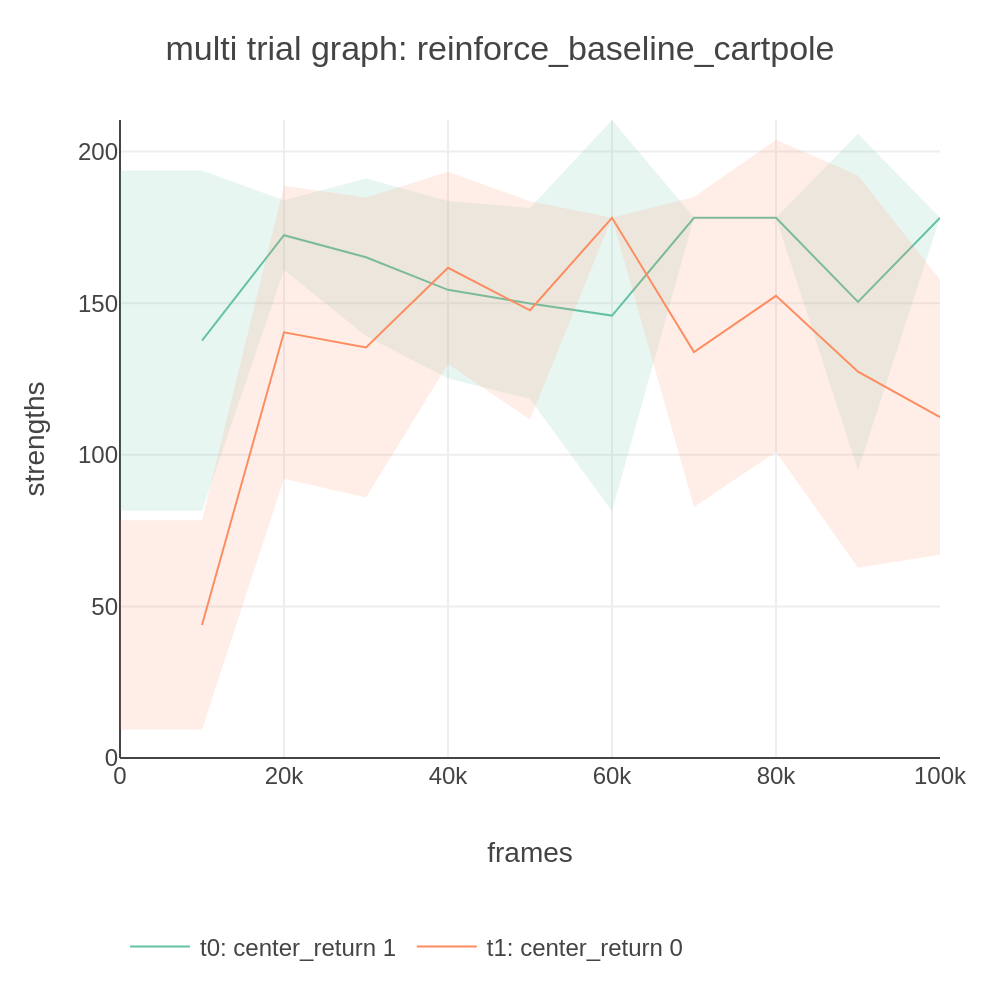 multi trial graph: reinforce_baseline_cartpole
200
150
100
50
0
strengths
0 20k 40k 60k 80k 100k
frames
t0: center_return 1 t1: center_return 0